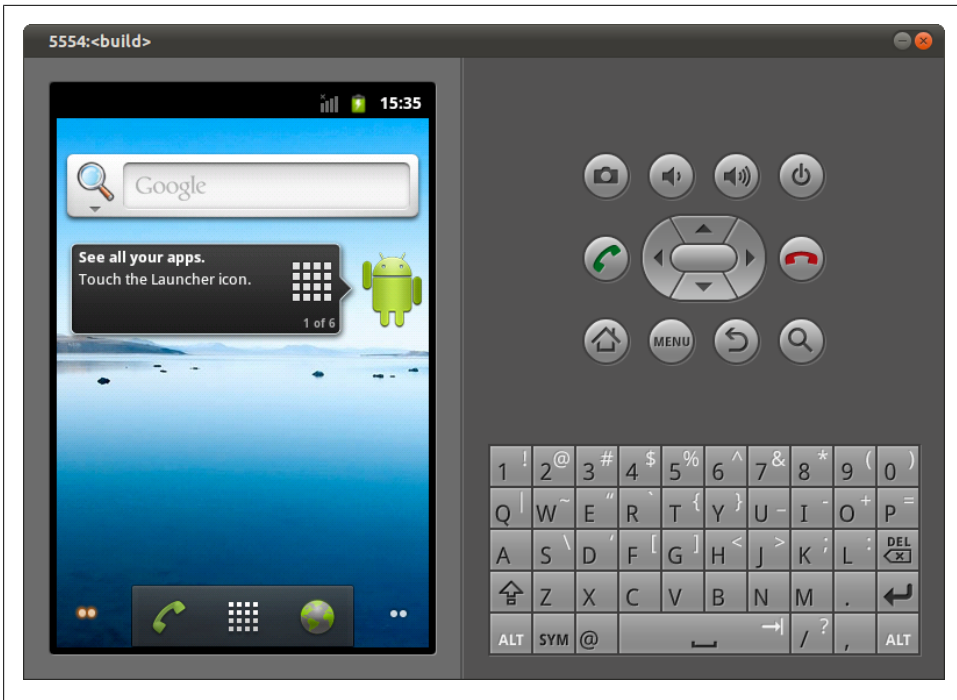 5554:<build>
15:35
Google
See all your apps.
Touch the Launcher icon.
1 of 6
MENU
1 ! 2 @ 3 # 4 $ 5 % 6 ^ 7 & 8 * 9 ( 0 )
Q | W ~ E " R ` T { Y } U _ I - O + P =
A S \ D ' F [ G ] H < J > K ; L : DEL
Z X C V B N M .
ALT SYM @ / ? , ALT